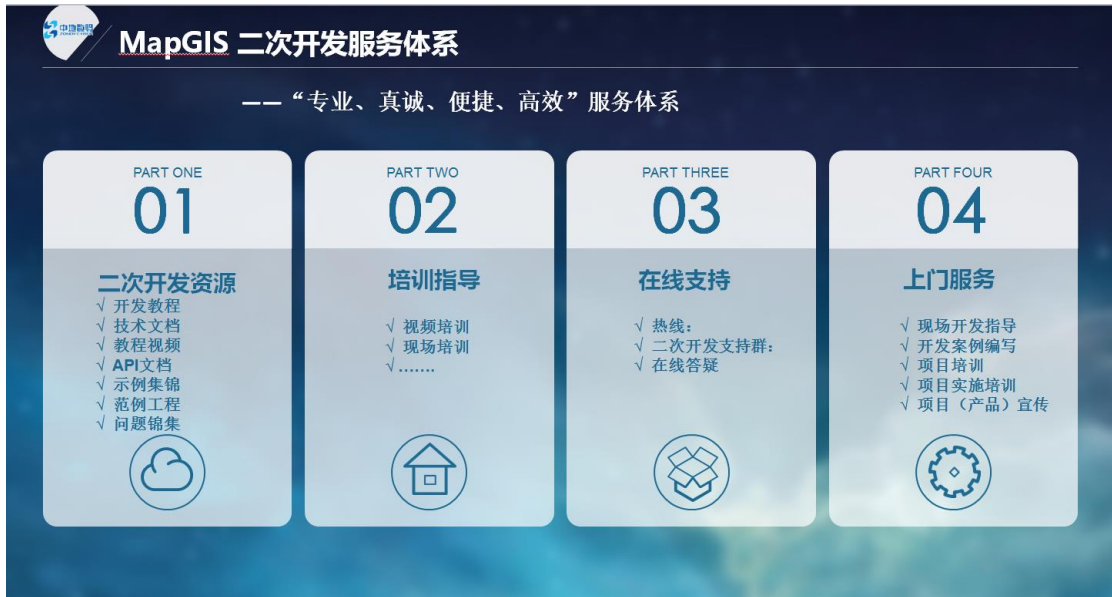 中地数码
MapGIS 二次开发服务体系
——“专业、真诚、便捷、高效”服务体系
PART ONE
01
二次开发资源
√ 开发教程
√ 技术文档
√ 教程视频
√ API文档
√ 示例集锦
√ 范例工程
√ 问题锦集
PART TWO
02
培训指导
√ 视频培训
√ 现场培训
√ .......
PART THREE
03
在线支持
√ 热线：
√ 二次开发支持群：
√ 在线答疑
PART FOUR
04
上门服务
√ 现场开发指导
√ 开发案例编写
√ 项目培训
√ 项目实施培训
√ 项目（产品）宣传